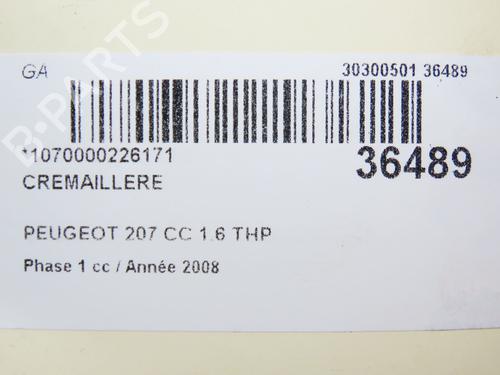 GA 30300501 36489
*1070000226171 36489
CREMAILLERE
PEUGEOT 207 CC 1.6 THP
Phase 1 cc / Année 2008
B-PARTS